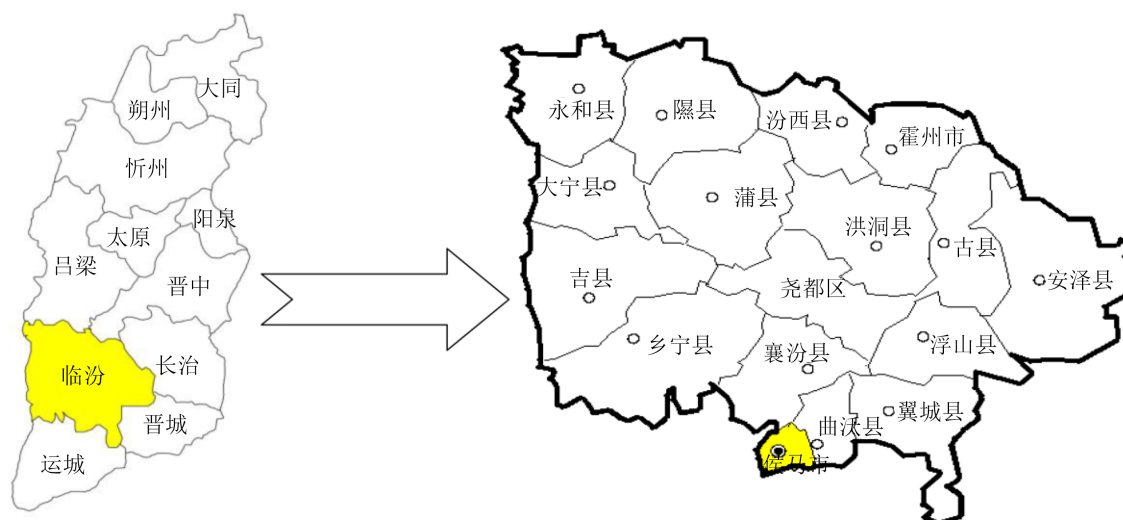 大同
朔州
忻州
阳泉
太原
吕梁
晋中
临汾
长治
晋城
运城
永和县
隰县
汾西县
霍州市
大宁县
蒲县
洪洞县
古县
安泽县
吉县
尧都区
乡宁县
襄汾县
浮山县
曲沃县
翼城县
侯马市